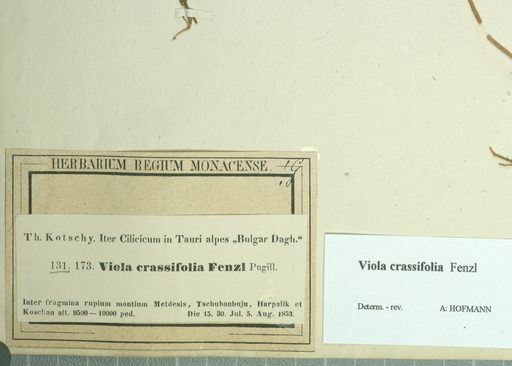 HERBARIUM REGIUM MONACENSE.
Th. Kotschy. Iter Cilicicum in Tauri alpes „Bulgar Dagh.“
131. 173. Viola crassifolia Fenzl Pugill.
Inter fragmina rupium montium Metdesis, Tschubanhuju, Harpalik et
Koschan alt. 9500—10000 ped. Die 15. 30. Jul. 5. Aug. 1853.
Viola crassifolia Fenzl
Determ. - rev. A: HOFMANN